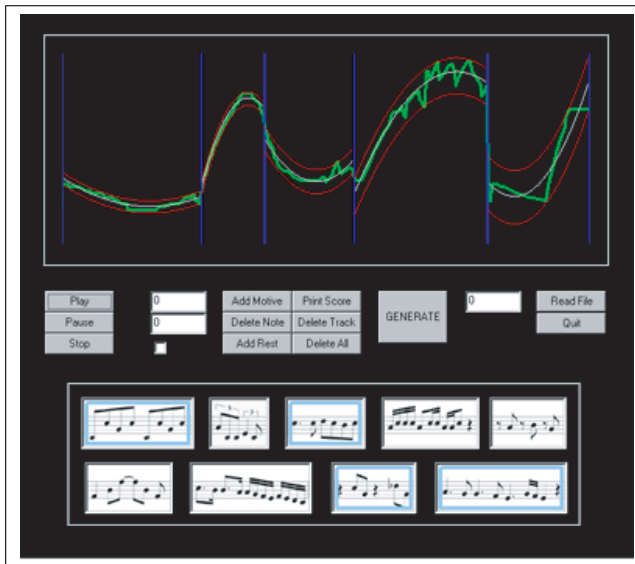 Play 0 Add Motive Print Score GENERATE 0 Read File
Pause 0 Delete Note Delete Track Quit
Stop Add Rest Delete All